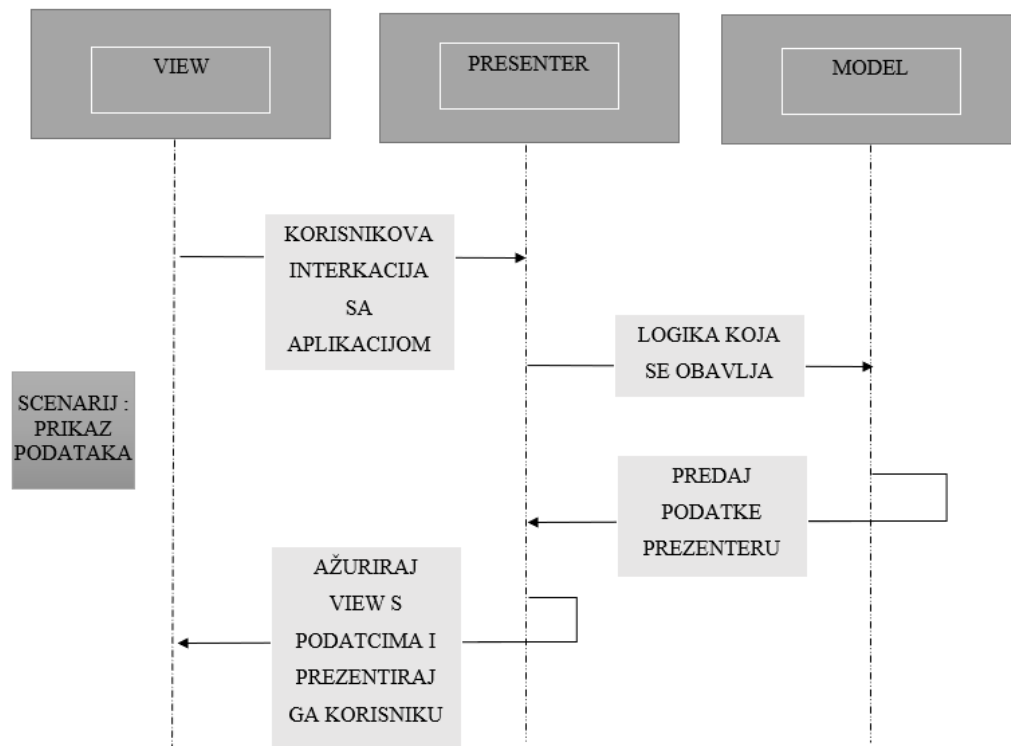 VIEW
PRESENTER
MODEL
KORISNIKOVA
INTERKACIJA
SA
APLIKACIJOM
LOGIKA KOJA
SE OBAVLJA
SCENARIJ :
PRIKAZ
PODATAKA
PREDAJ
PODATKE
PREZENTERU
AŽURIRAJ
VIEW S
PODATCIMA I
PREZENTIRAJ
GA KORISNIKU